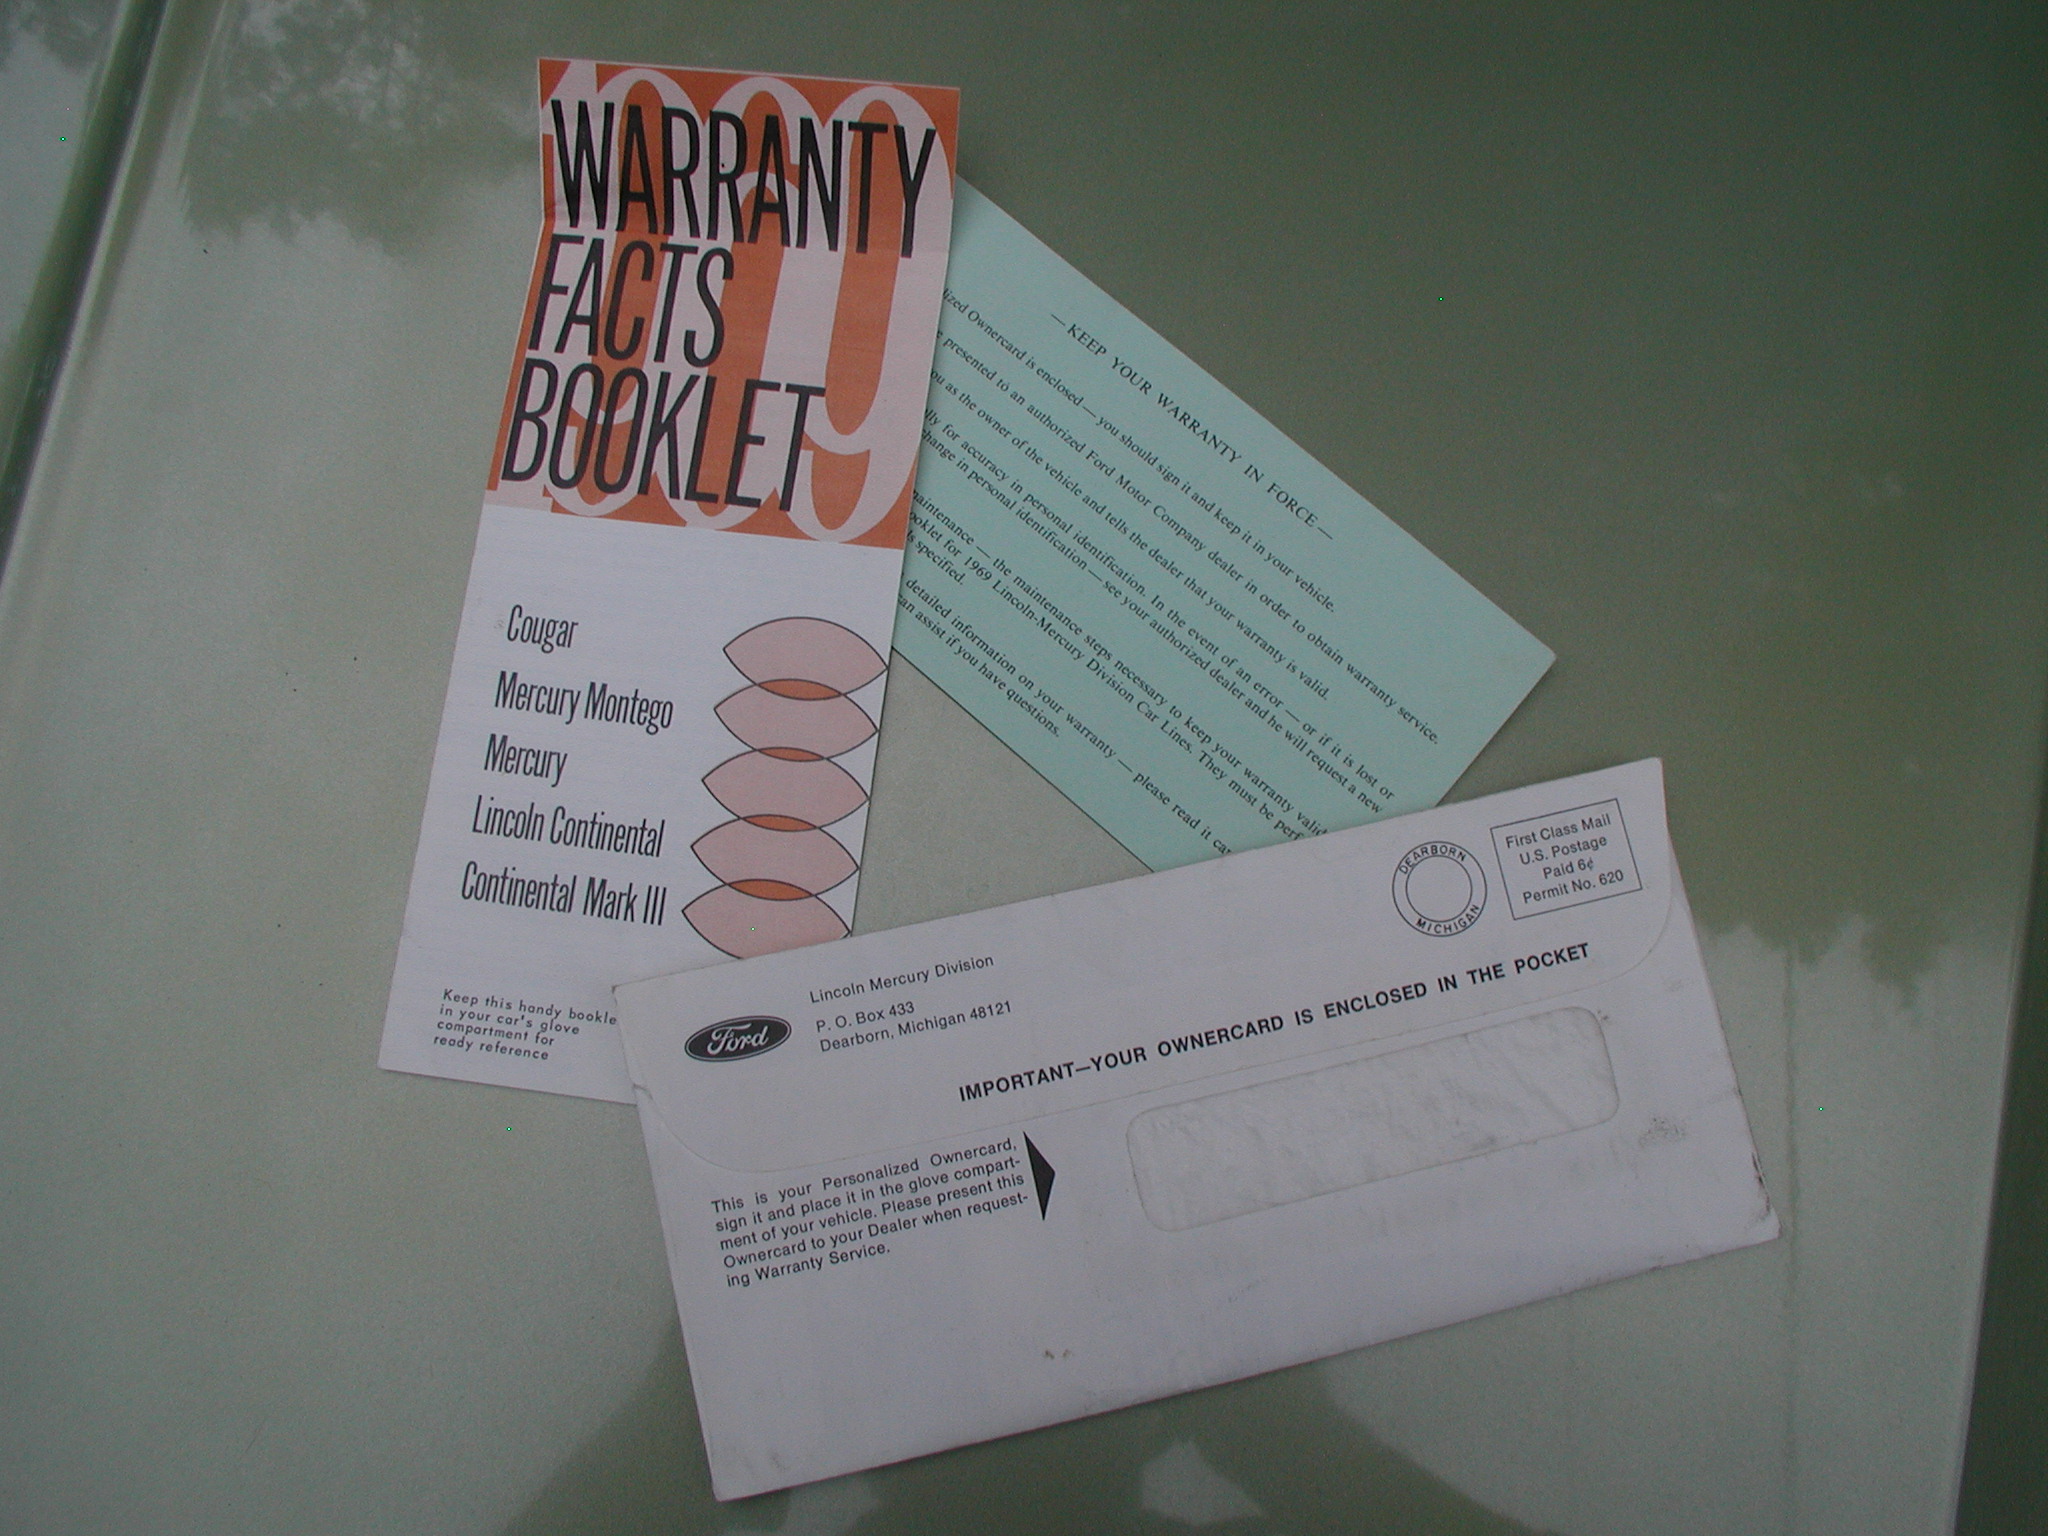 1969
WARRANTY
FACTS
BOOKLET
Cougar
Mercury Montego
Mercury
Lincoln Continental
Continental Mark III
Keep this handy bookle
in your car's glove
compartment for
ready reference
— KEEP YOUR WARRANTY IN FORCE —
ized Ownercard is enclosed — you should sign it and keep it in your vehicle.
presented to an authorized Ford Motor Company dealer in order to obtain warranty service.
ou as the owner of the vehicle and tells the dealer that your warranty is valid.
lly for accuracy in personal identification. In the event of an error — or if it is lost or
hange in personal identification — see your authorized dealer and he will request a new
maintenance — the maintenance steps necessary to keep your warranty valid
ooklet for 1969 Lincoln-Mercury Division Car Lines. They must be perf
ls specified.
detailed information on your warranty — please read it car
can assist if you have questions.
Ford
Lincoln Mercury Division
P. O. Box 433
Dearborn, Michigan 48121
DEARBORN
MICHIGAN
First Class Mail
U.S. Postage
Paid 6¢
Permit No. 620
IMPORTANT—YOUR OWNERCARD IS ENCLOSED IN THE POCKET
This is your Personalized Ownercard,
sign it and place it in the glove compart-
ment of your vehicle. Please present this
Ownercard to your Dealer when request-
ing Warranty Service.